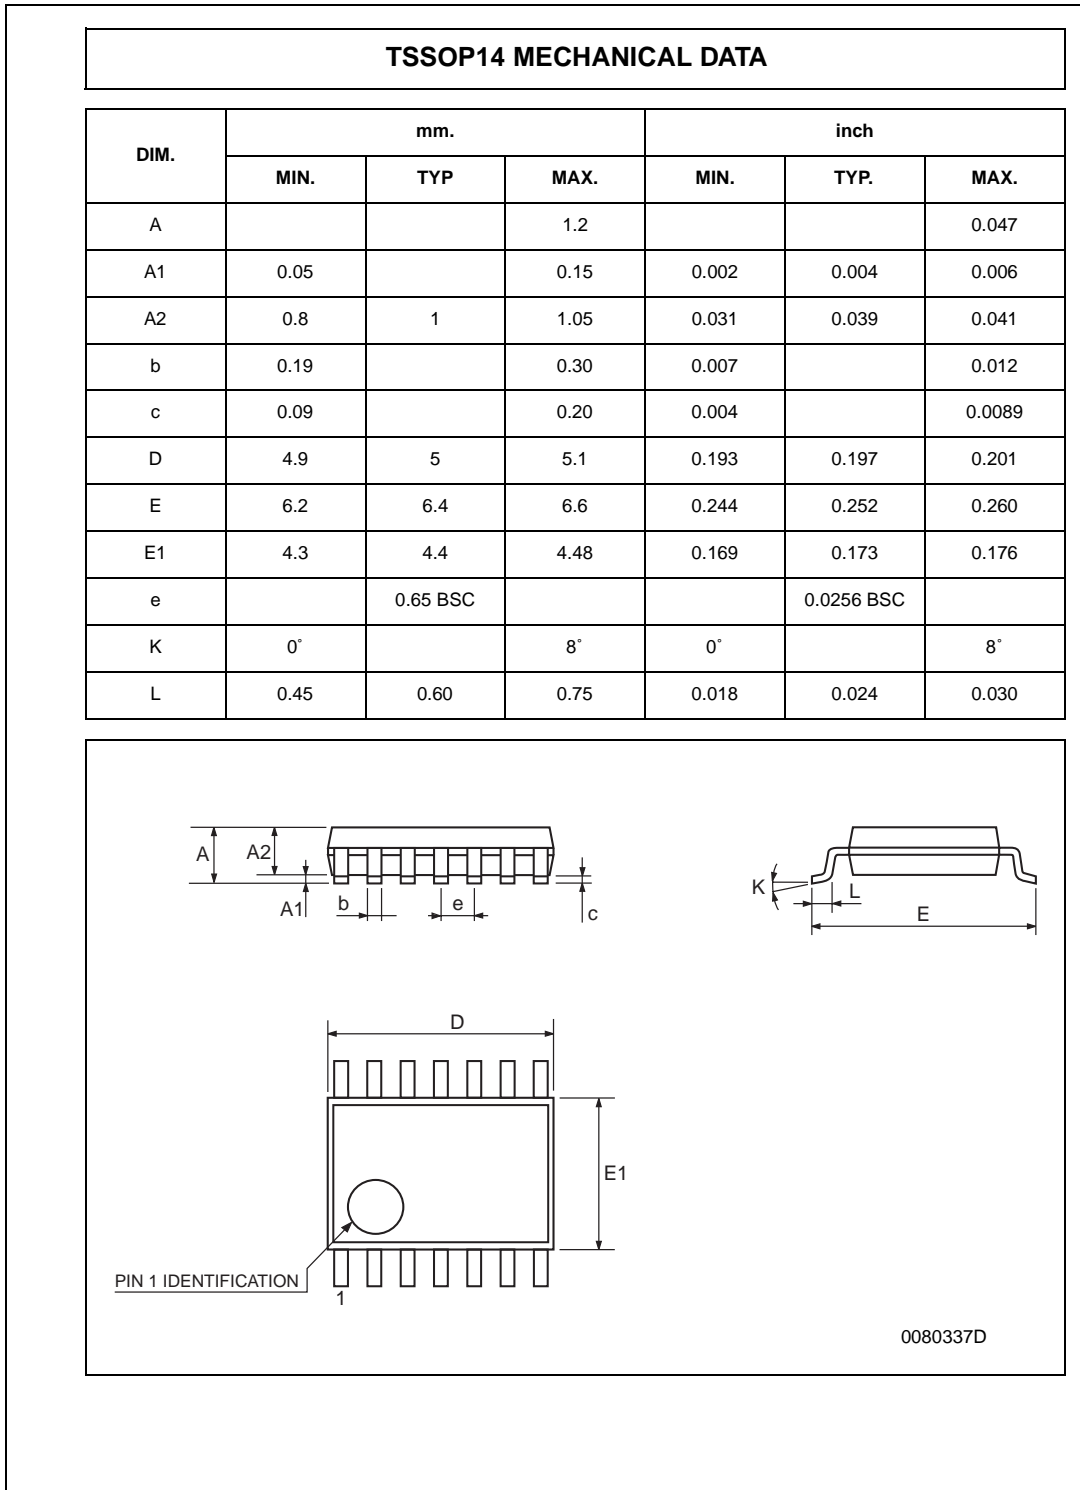 TSSOP14 MECHANICAL DATA
DIM. mm. inch
MIN. TYP MAX. MIN. TYP. MAX.
A 1.2 0.047
A1 0.05 0.15 0.002 0.004 0.006
A2 0.8 1 1.05 0.031 0.039 0.041
b 0.19 0.30 0.007 0.012
c 0.09 0.20 0.004 0.0089
D 4.9 5 5.1 0.193 0.197 0.201
E 6.2 6.4 6.6 0.244 0.252 0.260
E1 4.3 4.4 4.48 0.169 0.173 0.176
e 0.65 BSC 0.0256 BSC
K 0° 8° 0° 8°
L 0.45 0.60 0.75 0.018 0.024 0.030
A A2
A1 b e c
K L
E
D
E1
PIN 1 IDENTIFICATION
1
0080337D